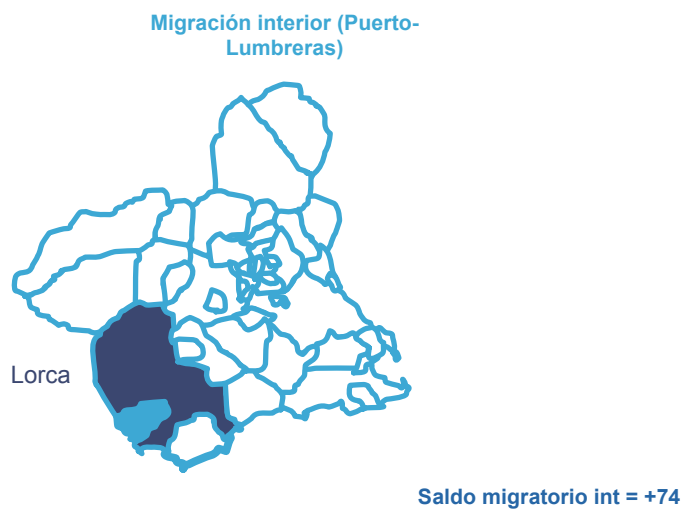 Migración interior (Puerto-
Lumbreras)
Lorca
Saldo migratorio int = +74